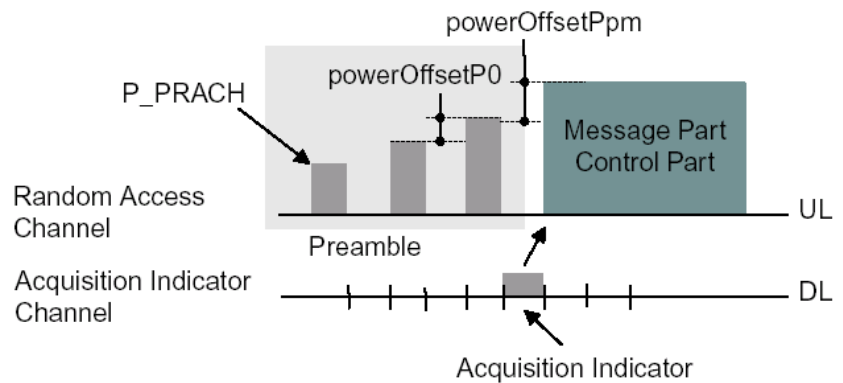 powerOffsetPpm
powerOffsetP0
P_PRACH
Message Part
Control Part
Random Access
Channel
UL
Preamble
Acquisition Indicator
Channel
DL
Acquisition Indicator